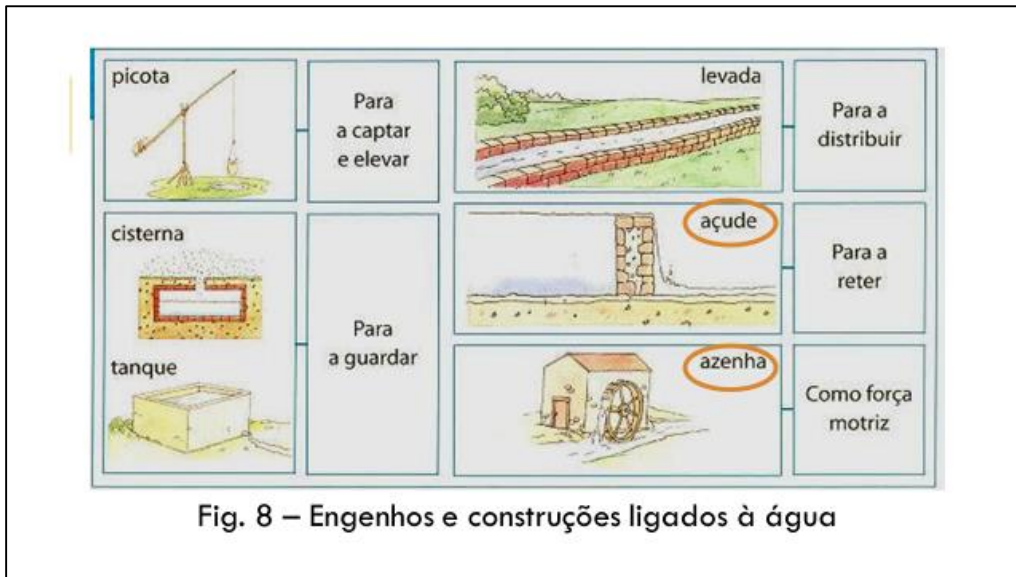 picota
Para
a captar
e elevar
levada
Para a
distribuir
cisterna
tanque
Para
a guardar
açude
Para a
reter
azenha
Como força
motriz
Fig. 8 – Engenhos e construções ligados à água